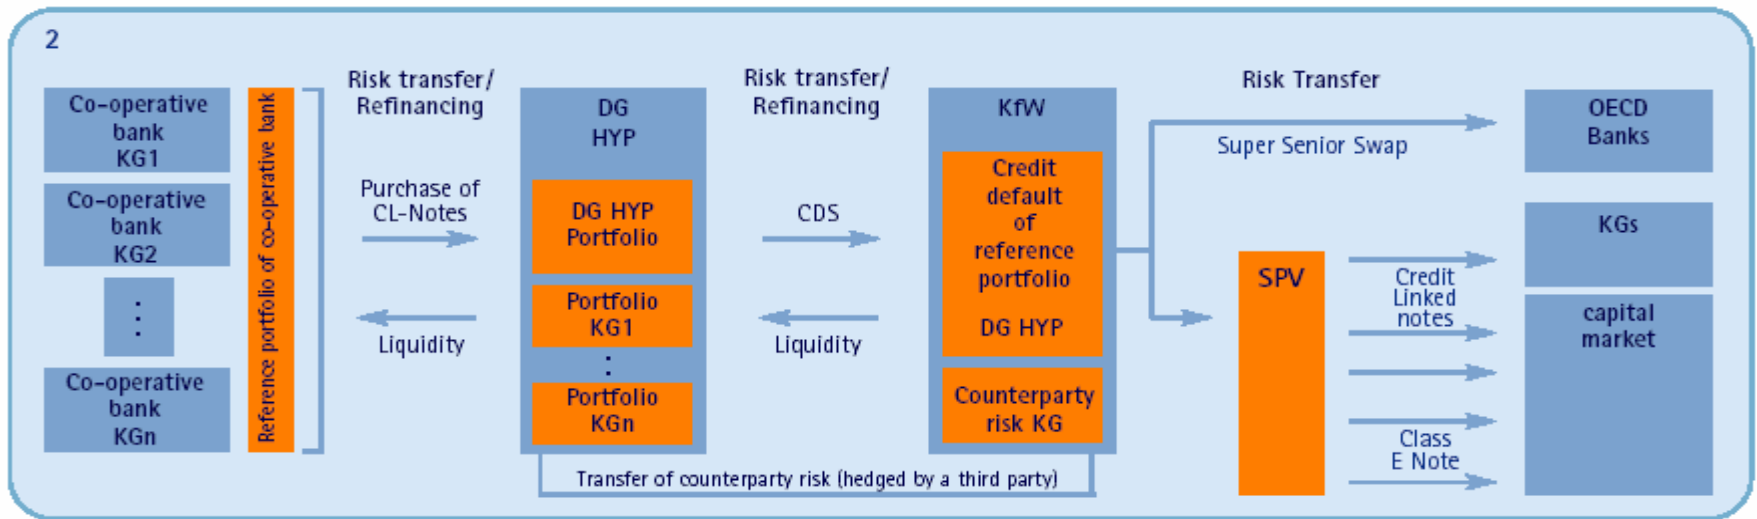 2
Co-operative
bank
KG1
Co-operative
bank
KG2
⋮
Co-operative
bank
KGn
Reference portfolio of co-operative bank
Risk transfer/
Refinancing
Purchase of
CL-Notes
Liquidity
DG
HYP
DG HYP
Portfolio
Portfolio
KG1
:
Portfolio
KGn
Risk transfer/
Refinancing
CDS
Liquidity
KfW
Credit
default
of
reference
portfolio
DG HYP
Counterparty
risk KG
Transfer of counterparty risk (hedged by a third party)
Risk Transfer
Super Senior Swap
SPV
Credit
Linked
notes
Class
E Note
OECD
Banks
KGs
capital
market